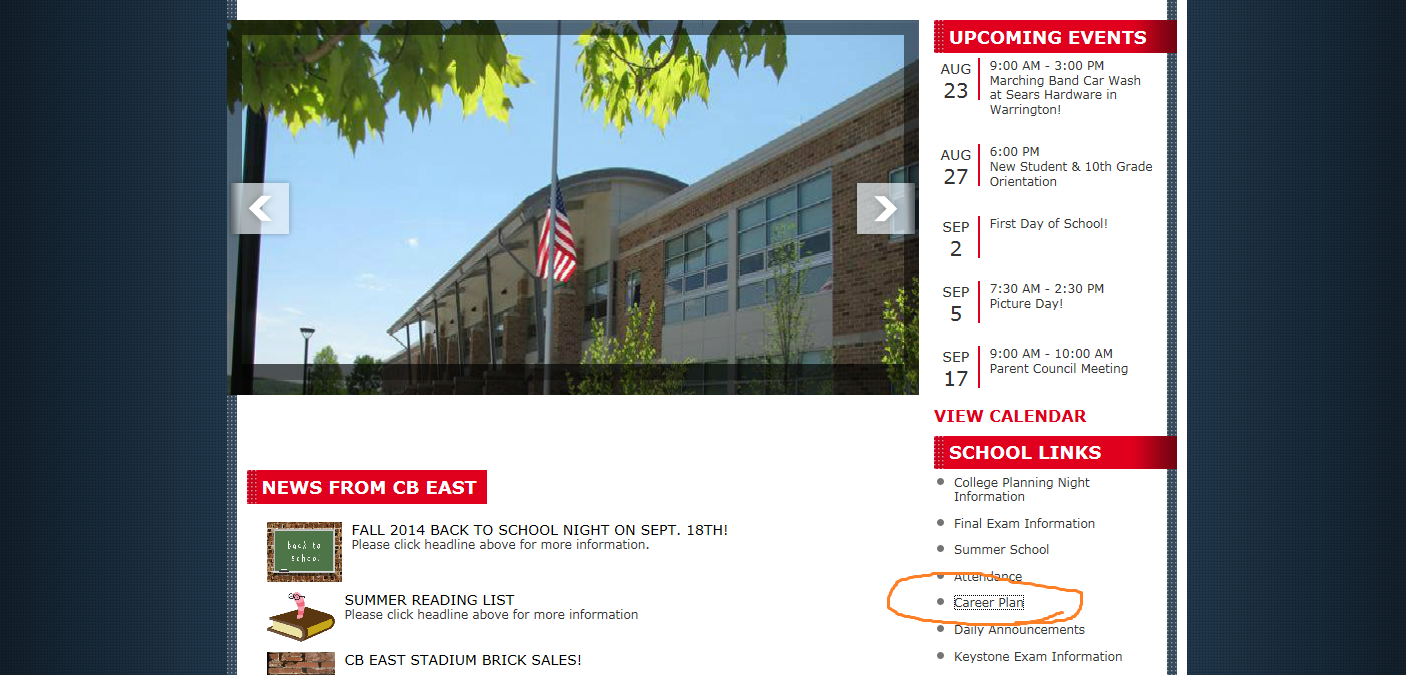 UPCOMING EVENTS
AUG
23
9:00 AM - 3:00 PM
Marching Band Car Wash
at Sears Hardware in
Warrington!
AUG
27
6:00 PM
New Student & 10th Grade
Orientation
SEP
2
First Day of School!
SEP
5
7:30 AM - 2:30 PM
Picture Day!
SEP
17
9:00 AM - 10:00 AM
Parent Council Meeting
VIEW CALENDAR
SCHOOL LINKS
College Planning Night
Information
Final Exam Information
Summer School
Attendance
Career Plan
Daily Announcements
Keystone Exam Information
NEWS FROM CB EAST
back to
school
FALL 2014 BACK TO SCHOOL NIGHT ON SEPT. 18TH!
Please click headline above for more information.
SUMMER READING LIST
Please click headline above for more information
CB EAST STADIUM BRICK SALES!